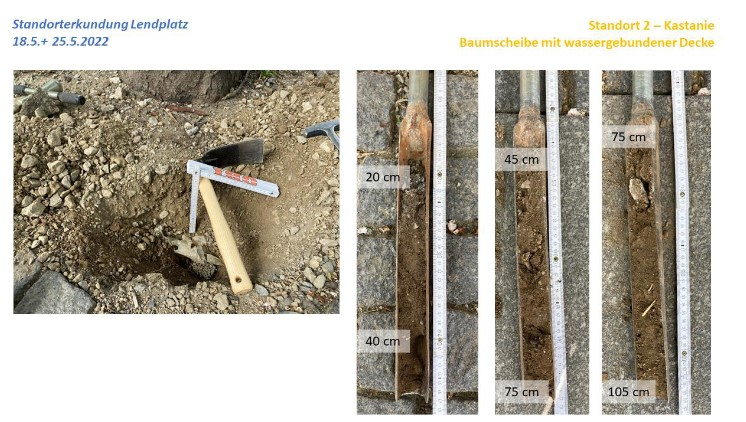 Standorterkundung Lendplatz
18.5.+ 25.5.2022
Standort 2 – Kastanie
Baumscheibe mit wassergebundener Decke
20 cm
40 cm
45 cm
75 cm
75 cm
105 cm